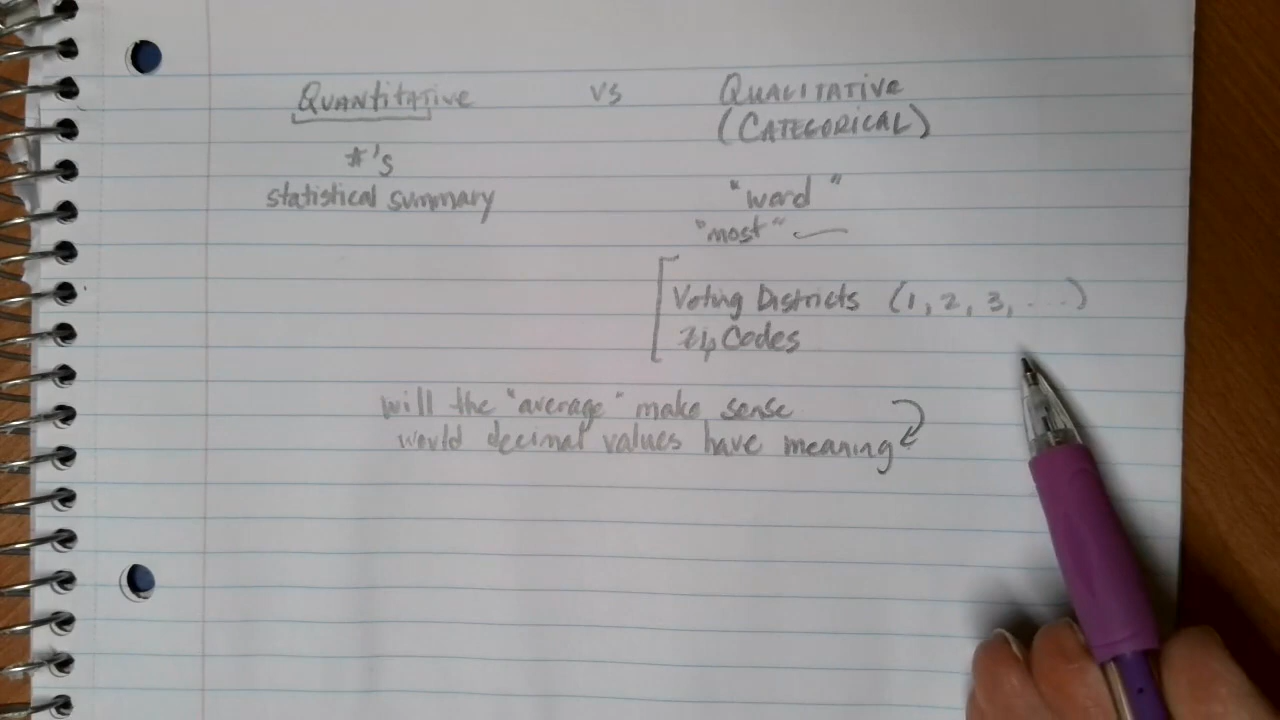 Quantitative vs Qualitative
(Categorical)
#'s
statistical summary
"word"
"most"
Voting Districts (1, 2, 3, ....)
Zip Codes
will the "average" make sense
would decimal values have meaning